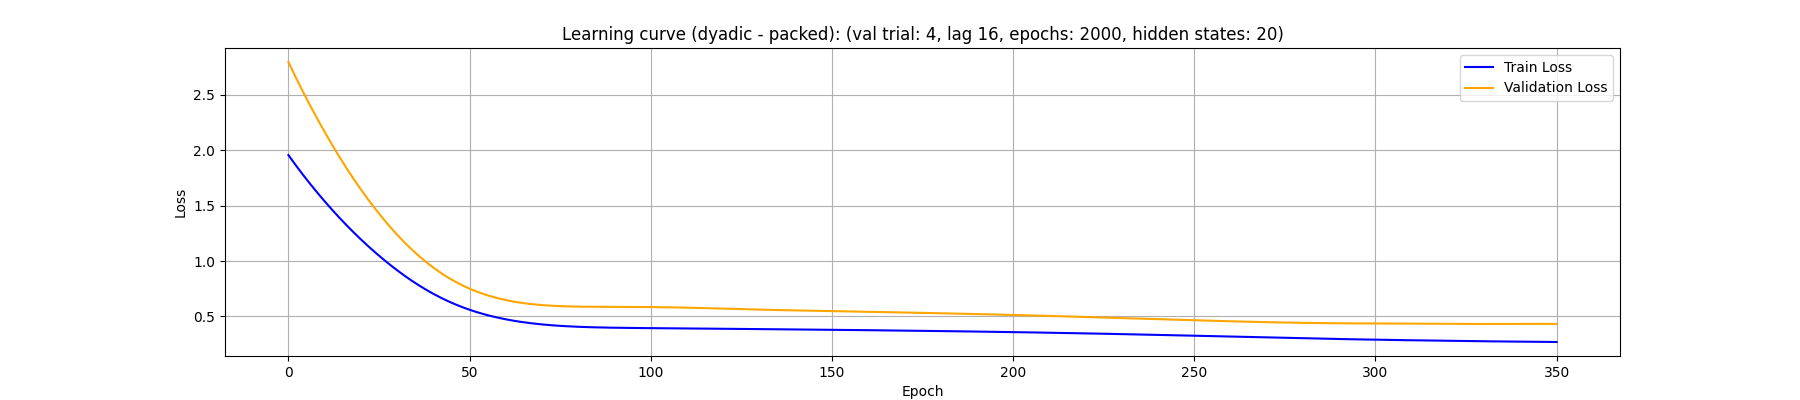 Learning curve (dyadic - packed): (val trial: 4, lag 16, epochs: 2000, hidden states: 20)
Train Loss
Validation Loss
2.5
2.0
1.5
1.0
0.5
Loss
0 50 100 150 200 250 300 350
Epoch